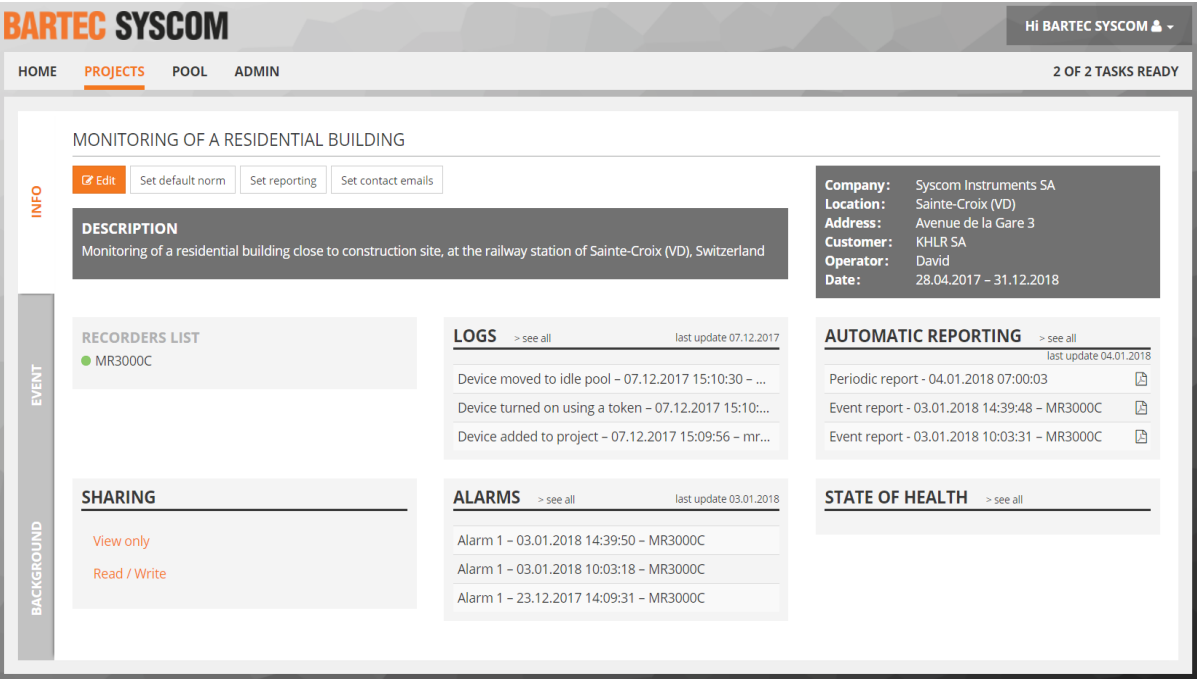 BARTEC SYSCOM
Hi BARTEC SYSCOM
HOME PROJECTS POOL ADMIN
2 OF 2 TASKS READY
INFO
EVENT
BACKGROUND
MONITORING OF A RESIDENTIAL BUILDING
Edit Set default norm Set reporting Set contact emails
DESCRIPTION
Monitoring of a residential building close to construction site, at the railway station of Sainte-Croix (VD), Switzerland
Company: Syscom Instruments SA
Location: Sainte-Croix (VD)
Address: Avenue de la Gare 3
Customer: KHLR SA
Operator: David
Date: 28.04.2017 – 31.12.2018
RECORDERS LIST
MR3000C
LOGS > see all last update 07.12.2017
Device moved to idle pool – 07.12.2017 15:10:30 – ...
Device turned on using a token – 07.12.2017 15:10:...
Device added to project – 07.12.2017 15:09:56 – mr...
AUTOMATIC REPORTING > see all
last update 04.01.2018
Periodic report - 04.01.2018 07:00:03
Event report - 03.01.2018 14:39:48 – MR3000C
Event report - 03.01.2018 10:03:31 – MR3000C
SHARING
View only
Read / Write
ALARMS > see all last update 03.01.2018
Alarm 1 – 03.01.2018 14:39:50 – MR3000C
Alarm 1 – 03.01.2018 10:03:18 – MR3000C
Alarm 1 – 23.12.2017 14:09:31 – MR3000C
STATE OF HEALTH > see all